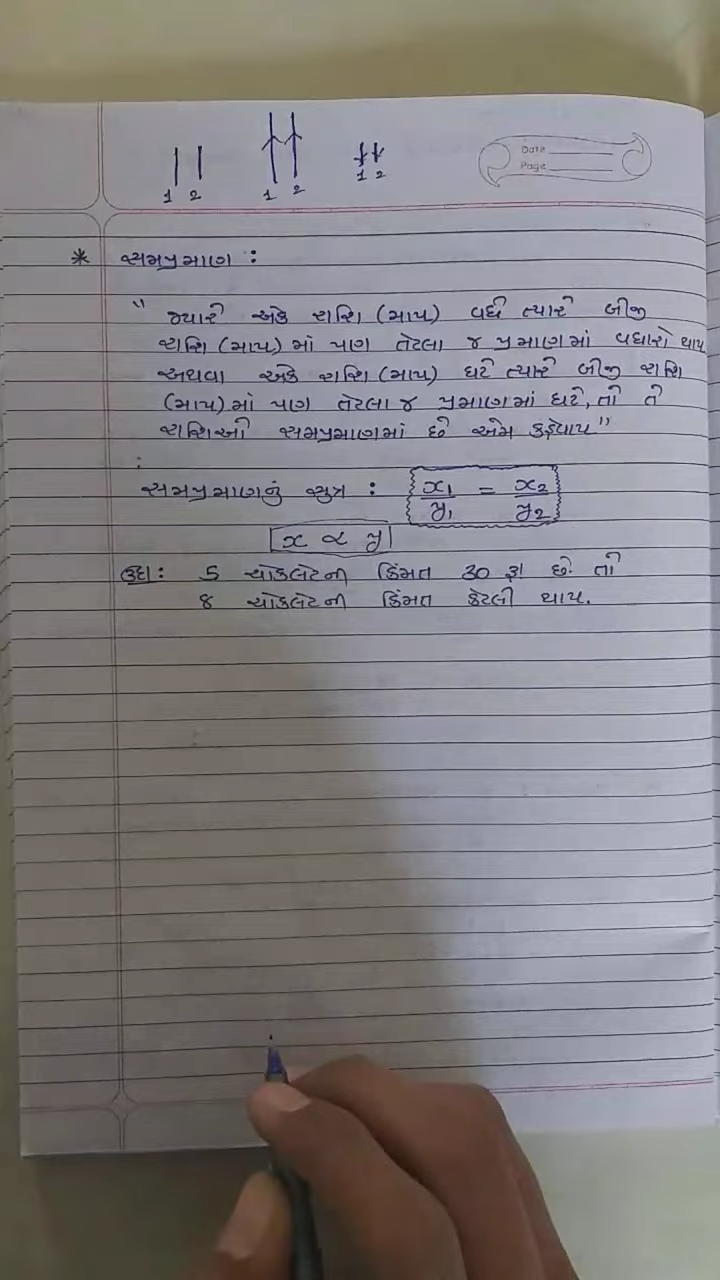 1 2 1 2 1 2
Date
Page
* સમપ્રમાણ :
" જ્યારે એક રાશિ (માપ) વધે ત્યારે બીજી
રાશિ (માપ) માં પણ તેટલા જ પ્રમાણમાં વધારો થાય
અથવા એક રાશિ (માપ) ઘટે ત્યારે બીજી રાશિ
(માપ) માં પણ તેટલા જ પ્રમાણમાં ઘટે, તો તે
રાશિઓ સમપ્રમાણમાં છે એમ કહેવાય"
સમપ્રમાણનું સૂત્ર : x1/y1 = x2/y2
x ∝ y
ઉદા: 5 ચોકલેટની કિંમત 30 રૂા છે. તો
8 ચોકલેટની કિંમત કેટલી થાય.